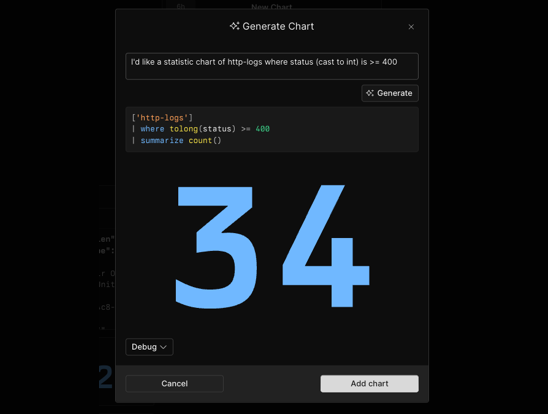 New Chart
Generate Chart
I'd like a statistic chart of http-logs where status (cast to int) is >= 400
Generate
['http-logs']
| where tolong(status) >= 400
| summarize count()
34
Debug
2
Cancel
Add chart